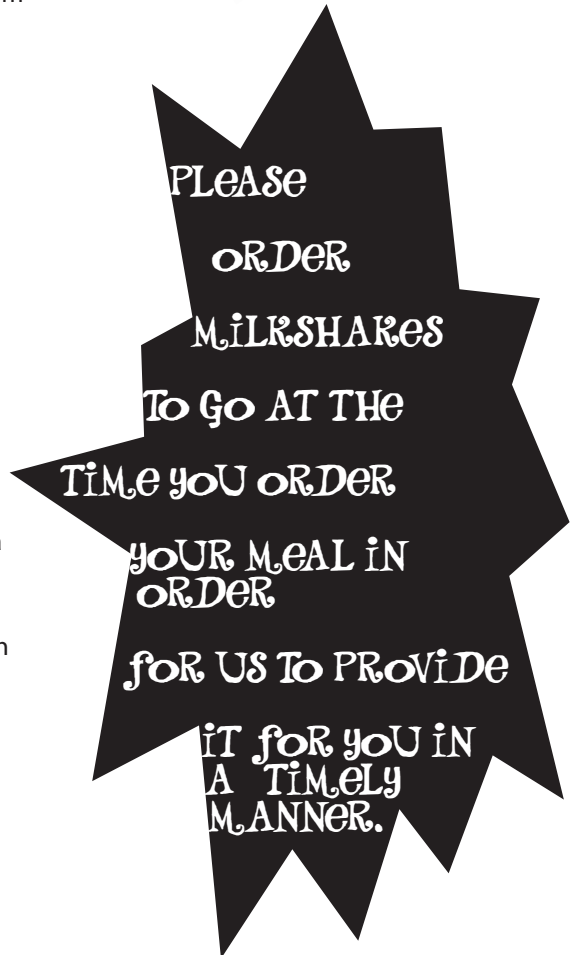 PLeASe
oRDeR
MiLKSHAKeS
To Go AT THe
TiMe yoU oRDeR
yoUR MeAL iN
oRDeR
foR US To PRoViDe
iT foR yoU iN
A TiMeLy
MANNeR.